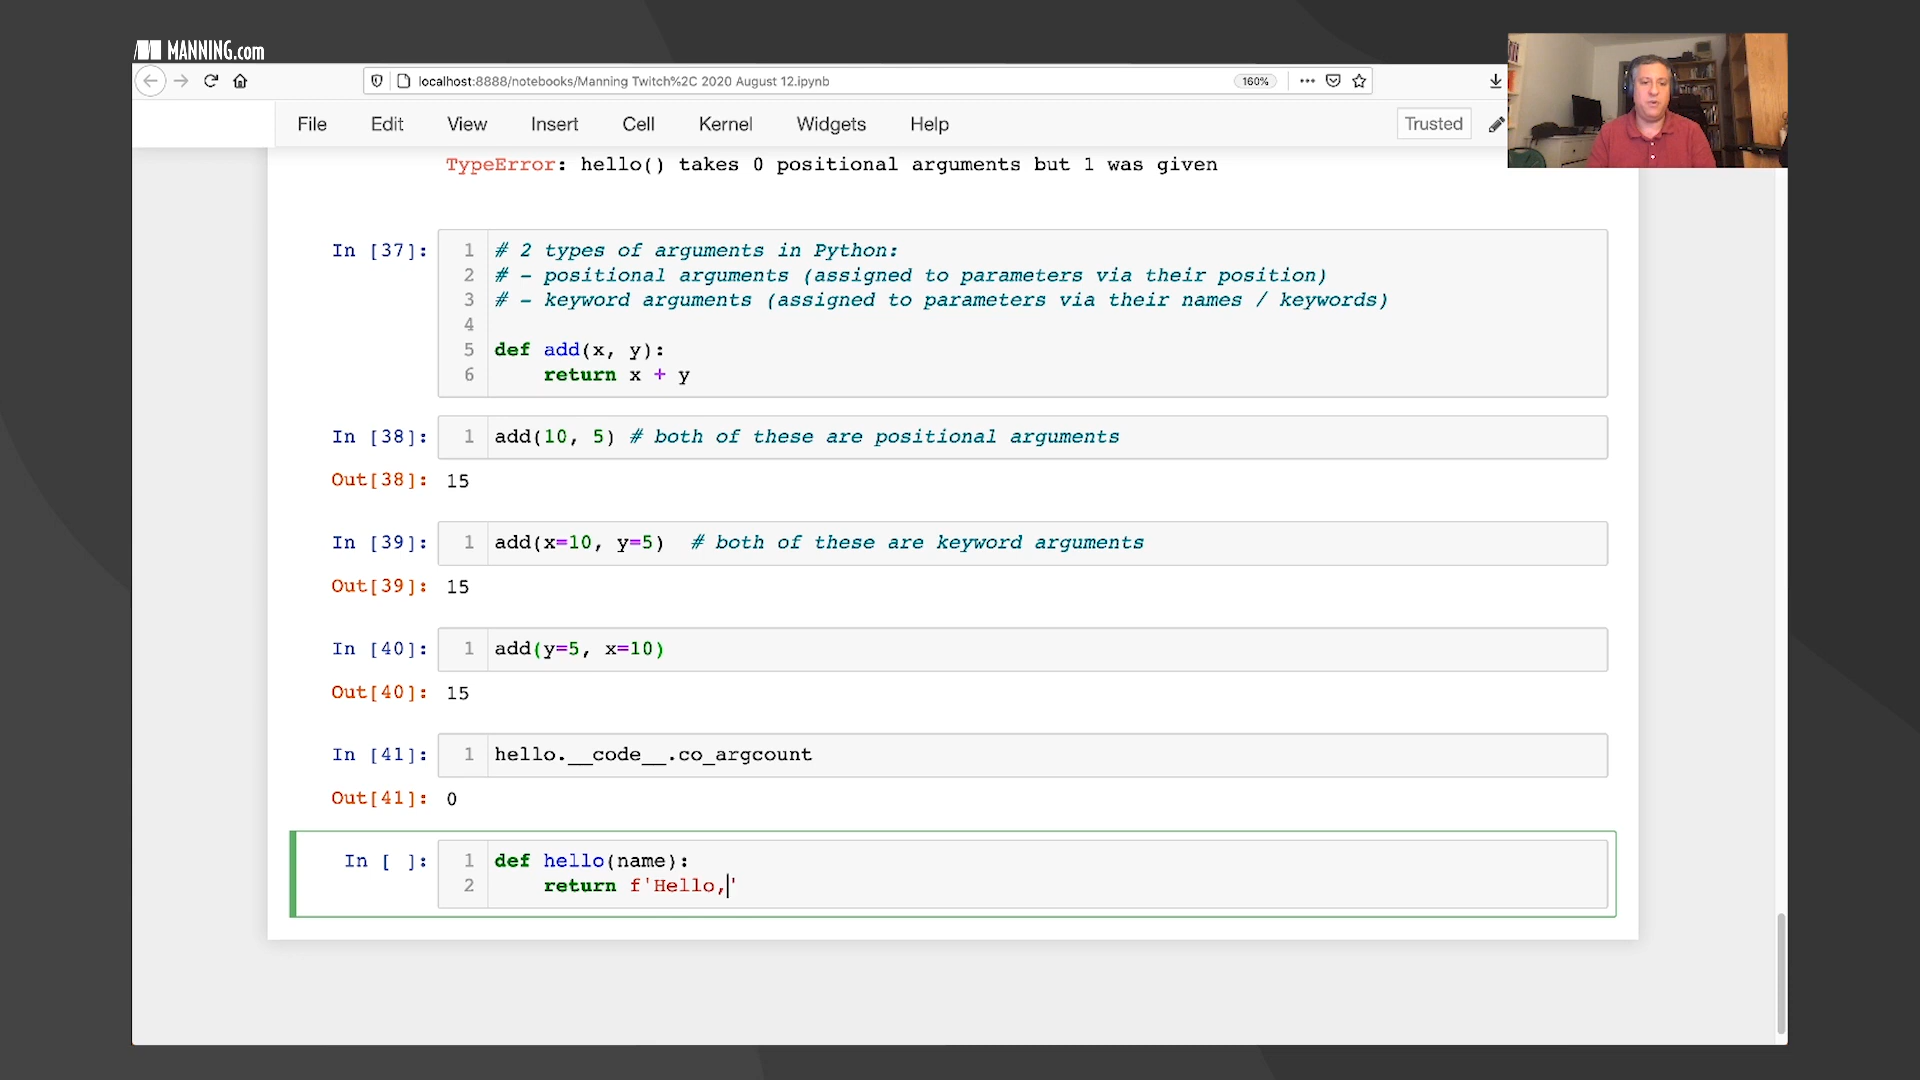 MANNING.com
localhost:8888/notebooks/Manning Twitch%2C 2020 August 12.ipynb 160%
File Edit View Insert Cell Kernel Widgets Help Trusted
TypeError: hello() takes 0 positional arguments but 1 was given
In [37]: 1 # 2 types of arguments in Python:
2 # - positional arguments (assigned to parameters via their position)
3 # - keyword arguments (assigned to parameters via their names / keywords)
4
5 def add(x, y):
6 return x + y
In [38]: 1 add(10, 5) # both of these are positional arguments
Out[38]: 15
In [39]: 1 add(x=10, y=5)  # both of these are keyword arguments
Out[39]: 15
In [40]: 1 add(y=5, x=10)
Out[40]: 15
In [41]: 1 hello.__code__.co_argcount
Out[41]: 0
In [ ]: 1 def hello(name):
2 return f'Hello,'